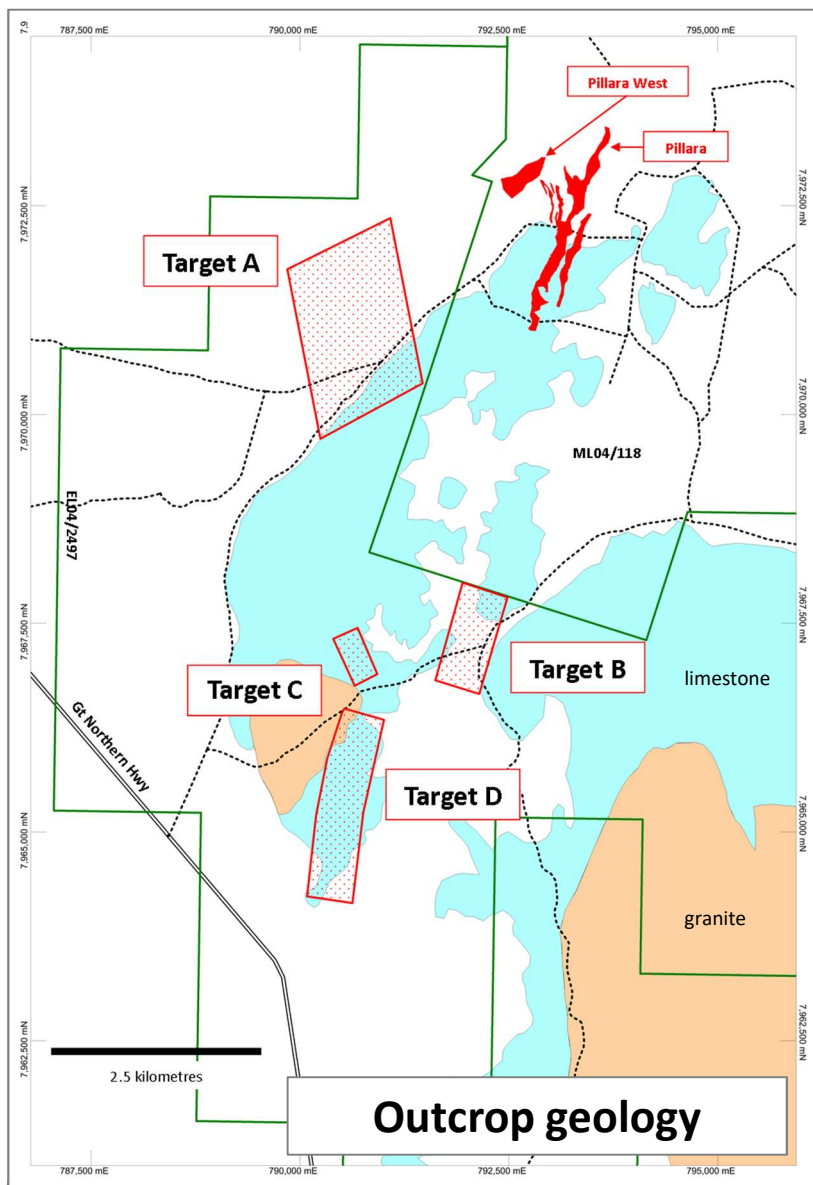 787,500 mE
790,000 mE
792,500 mE
795,000 mE
7,9
Pillara West
Pillara
7,972,500 mN
7,972,500 mN
Target A
7,970,000 mN
7,970,000 mN
ML04/118
EL04/2497
7,967,500 mN
7,967,500 mN
Target C
Target B
limestone
Gt Northern Hwy
Target D
7,965,000 mN
7,965,000 mN
granite
7,962,500 mN
7,962,500 mN
2.5 kilometres
Outcrop geology
787,500 mE
790,000 mE
792,500 mE
795,000 mE